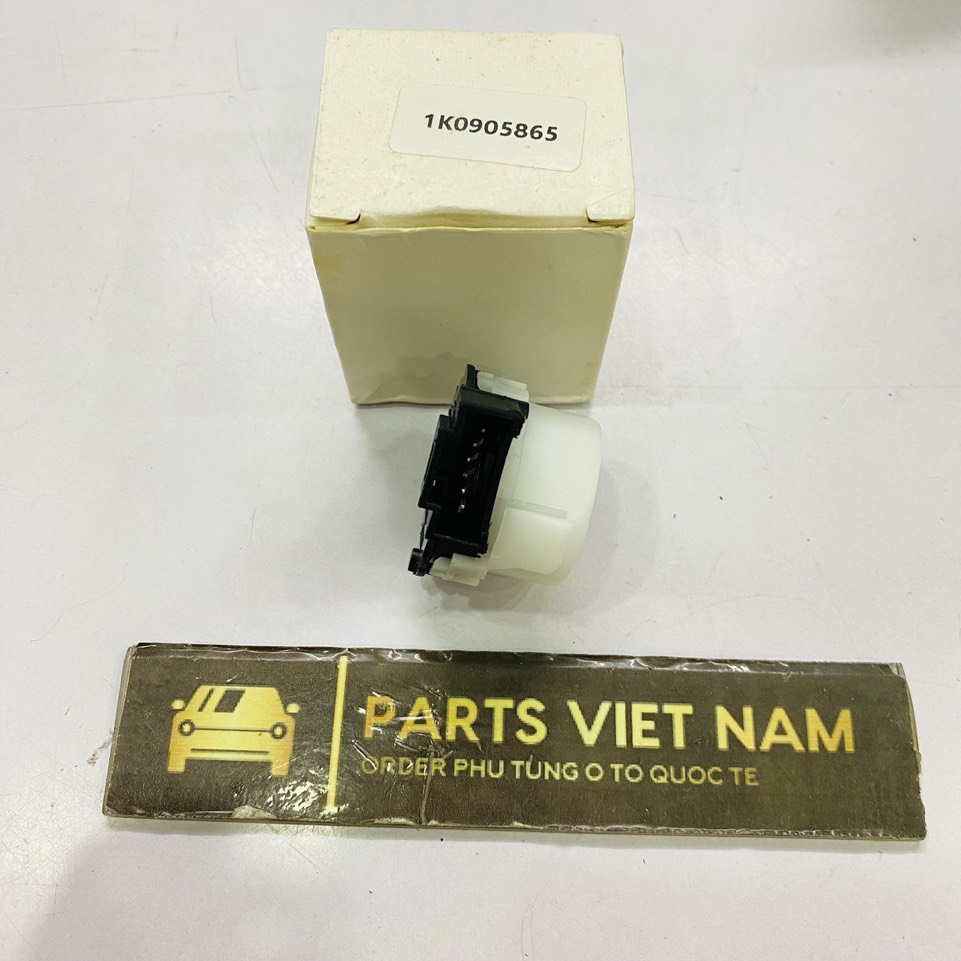 1K0905865
PARTS VIET NAM
ORDER PHU TUNG O TO QUOC TE